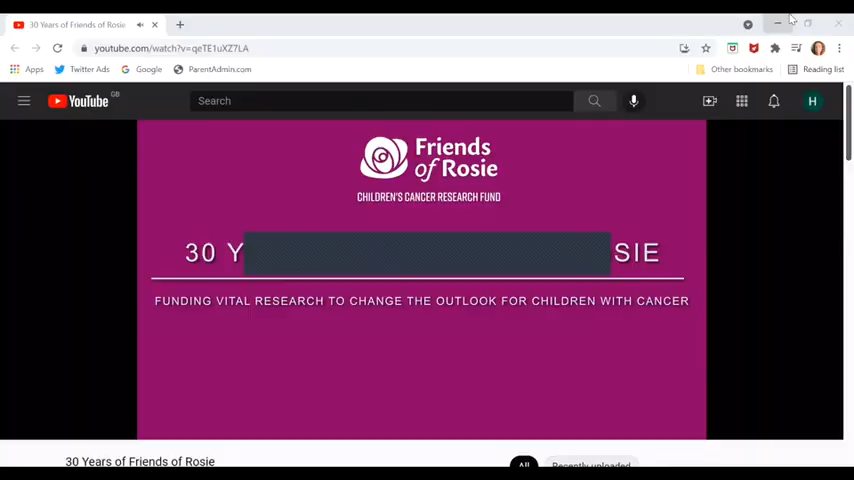 30 Years of Friends of Rosie
youtube.com/watch?v=qeTE1uXZ7LA
Apps Twitter Ads Google ParentAdmin.com Other bookmarks Reading list
YouTube GB Search H
Friends
of Rosie
CHILDREN'S CANCER RESEARCH FUND
30 Y SIE
FUNDING VITAL RESEARCH TO CHANGE THE OUTLOOK FOR CHILDREN WITH CANCER
30 Years of Friends of Rosie All Recently uploaded